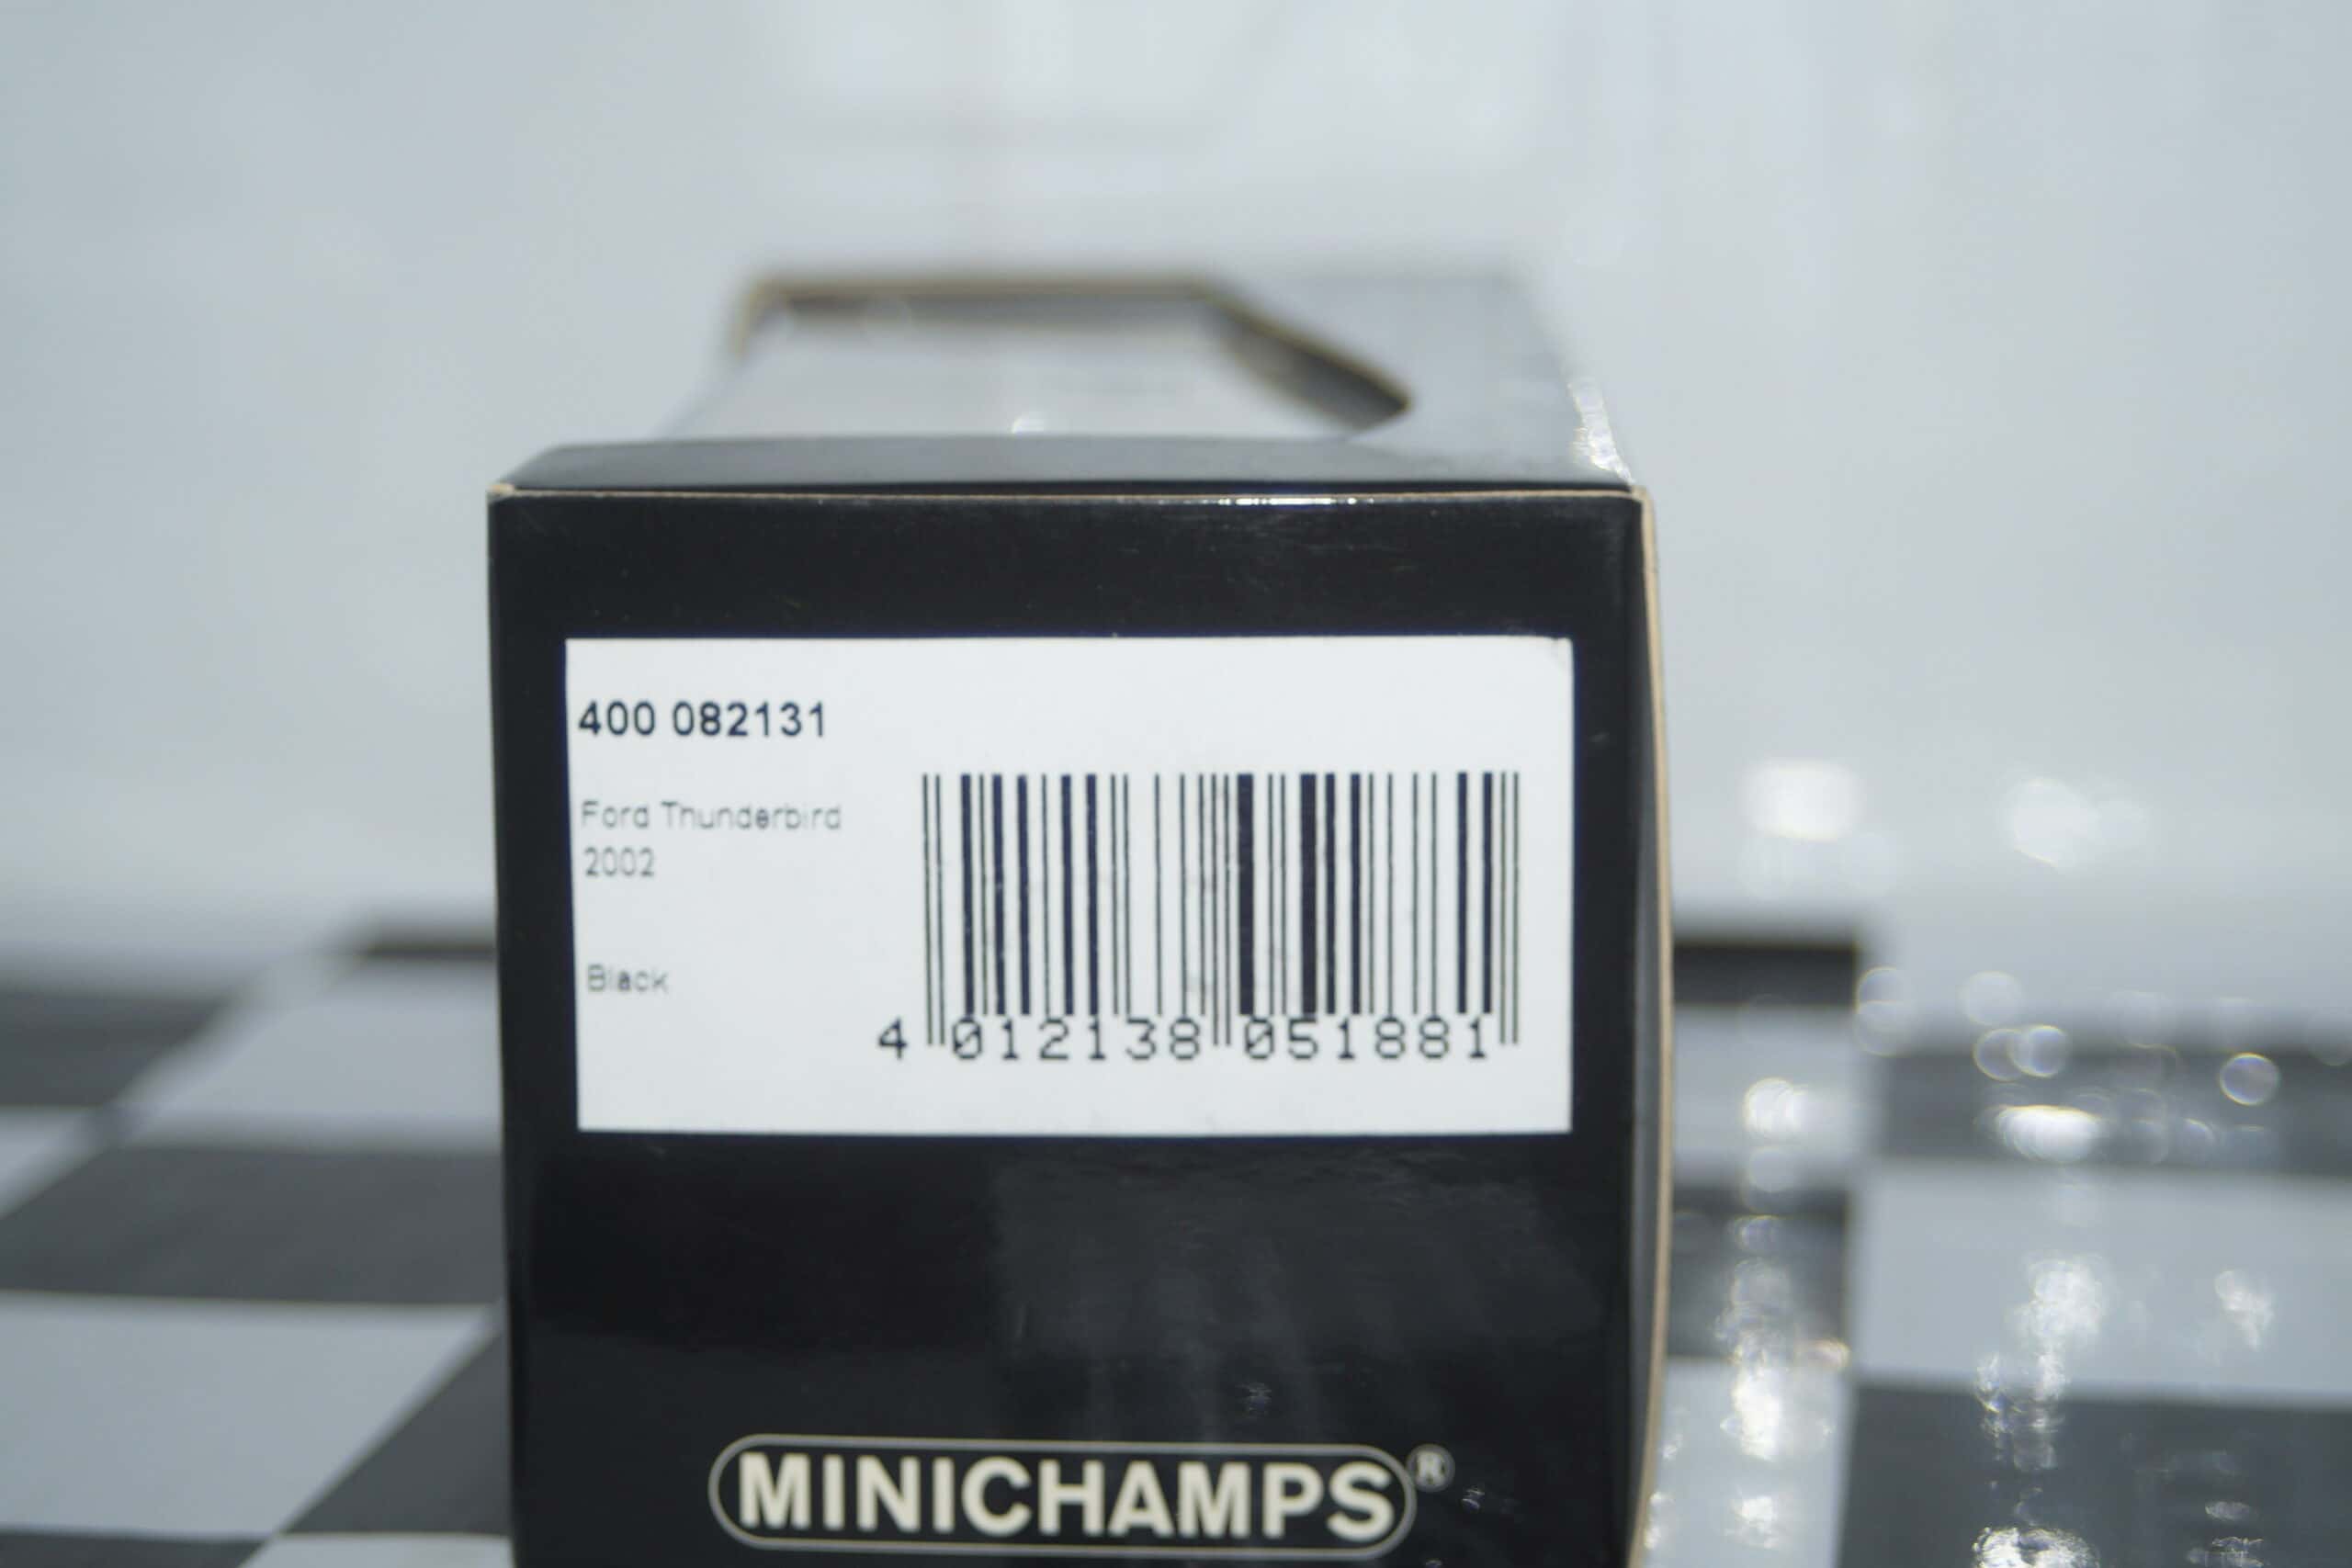 400 082131
Ford Thunderbird
2002
Black
4 012138 051881
MINICHAMPS®